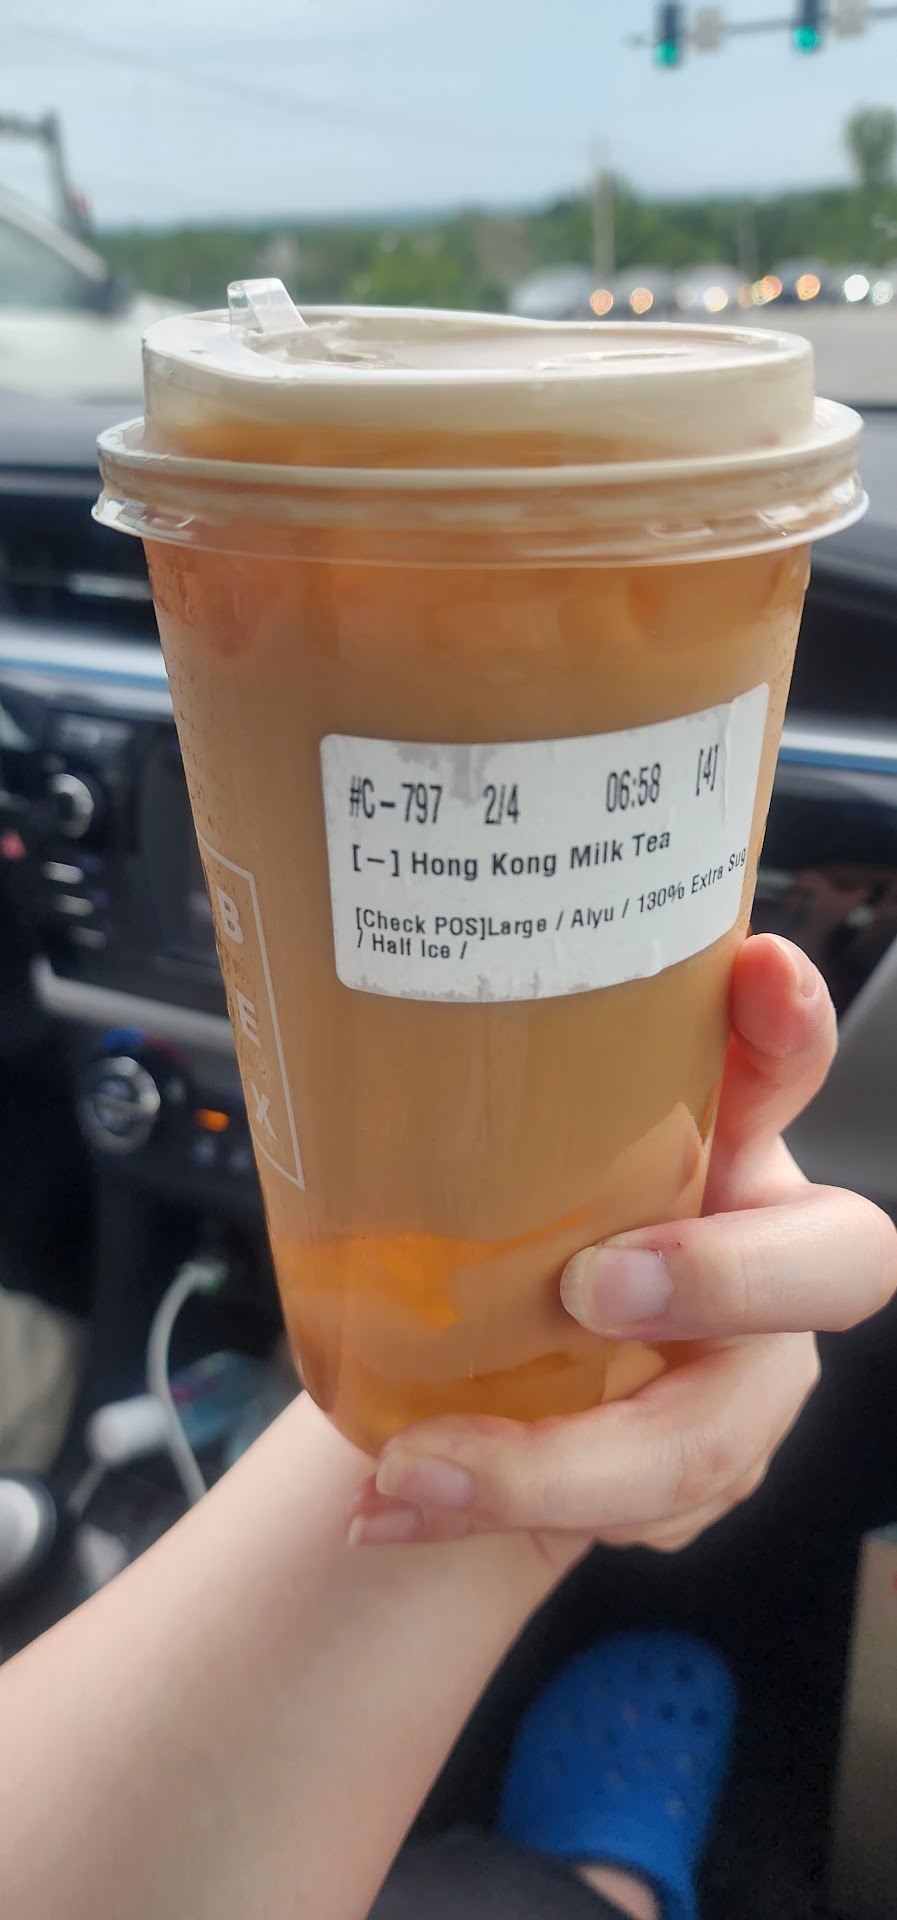 #C-797 2/4 06:58 [4]
[-] Hong Kong Milk Tea
[Check POS]Large / Aiyu / 130% Extra Sug
/ Half Ice /
BEX